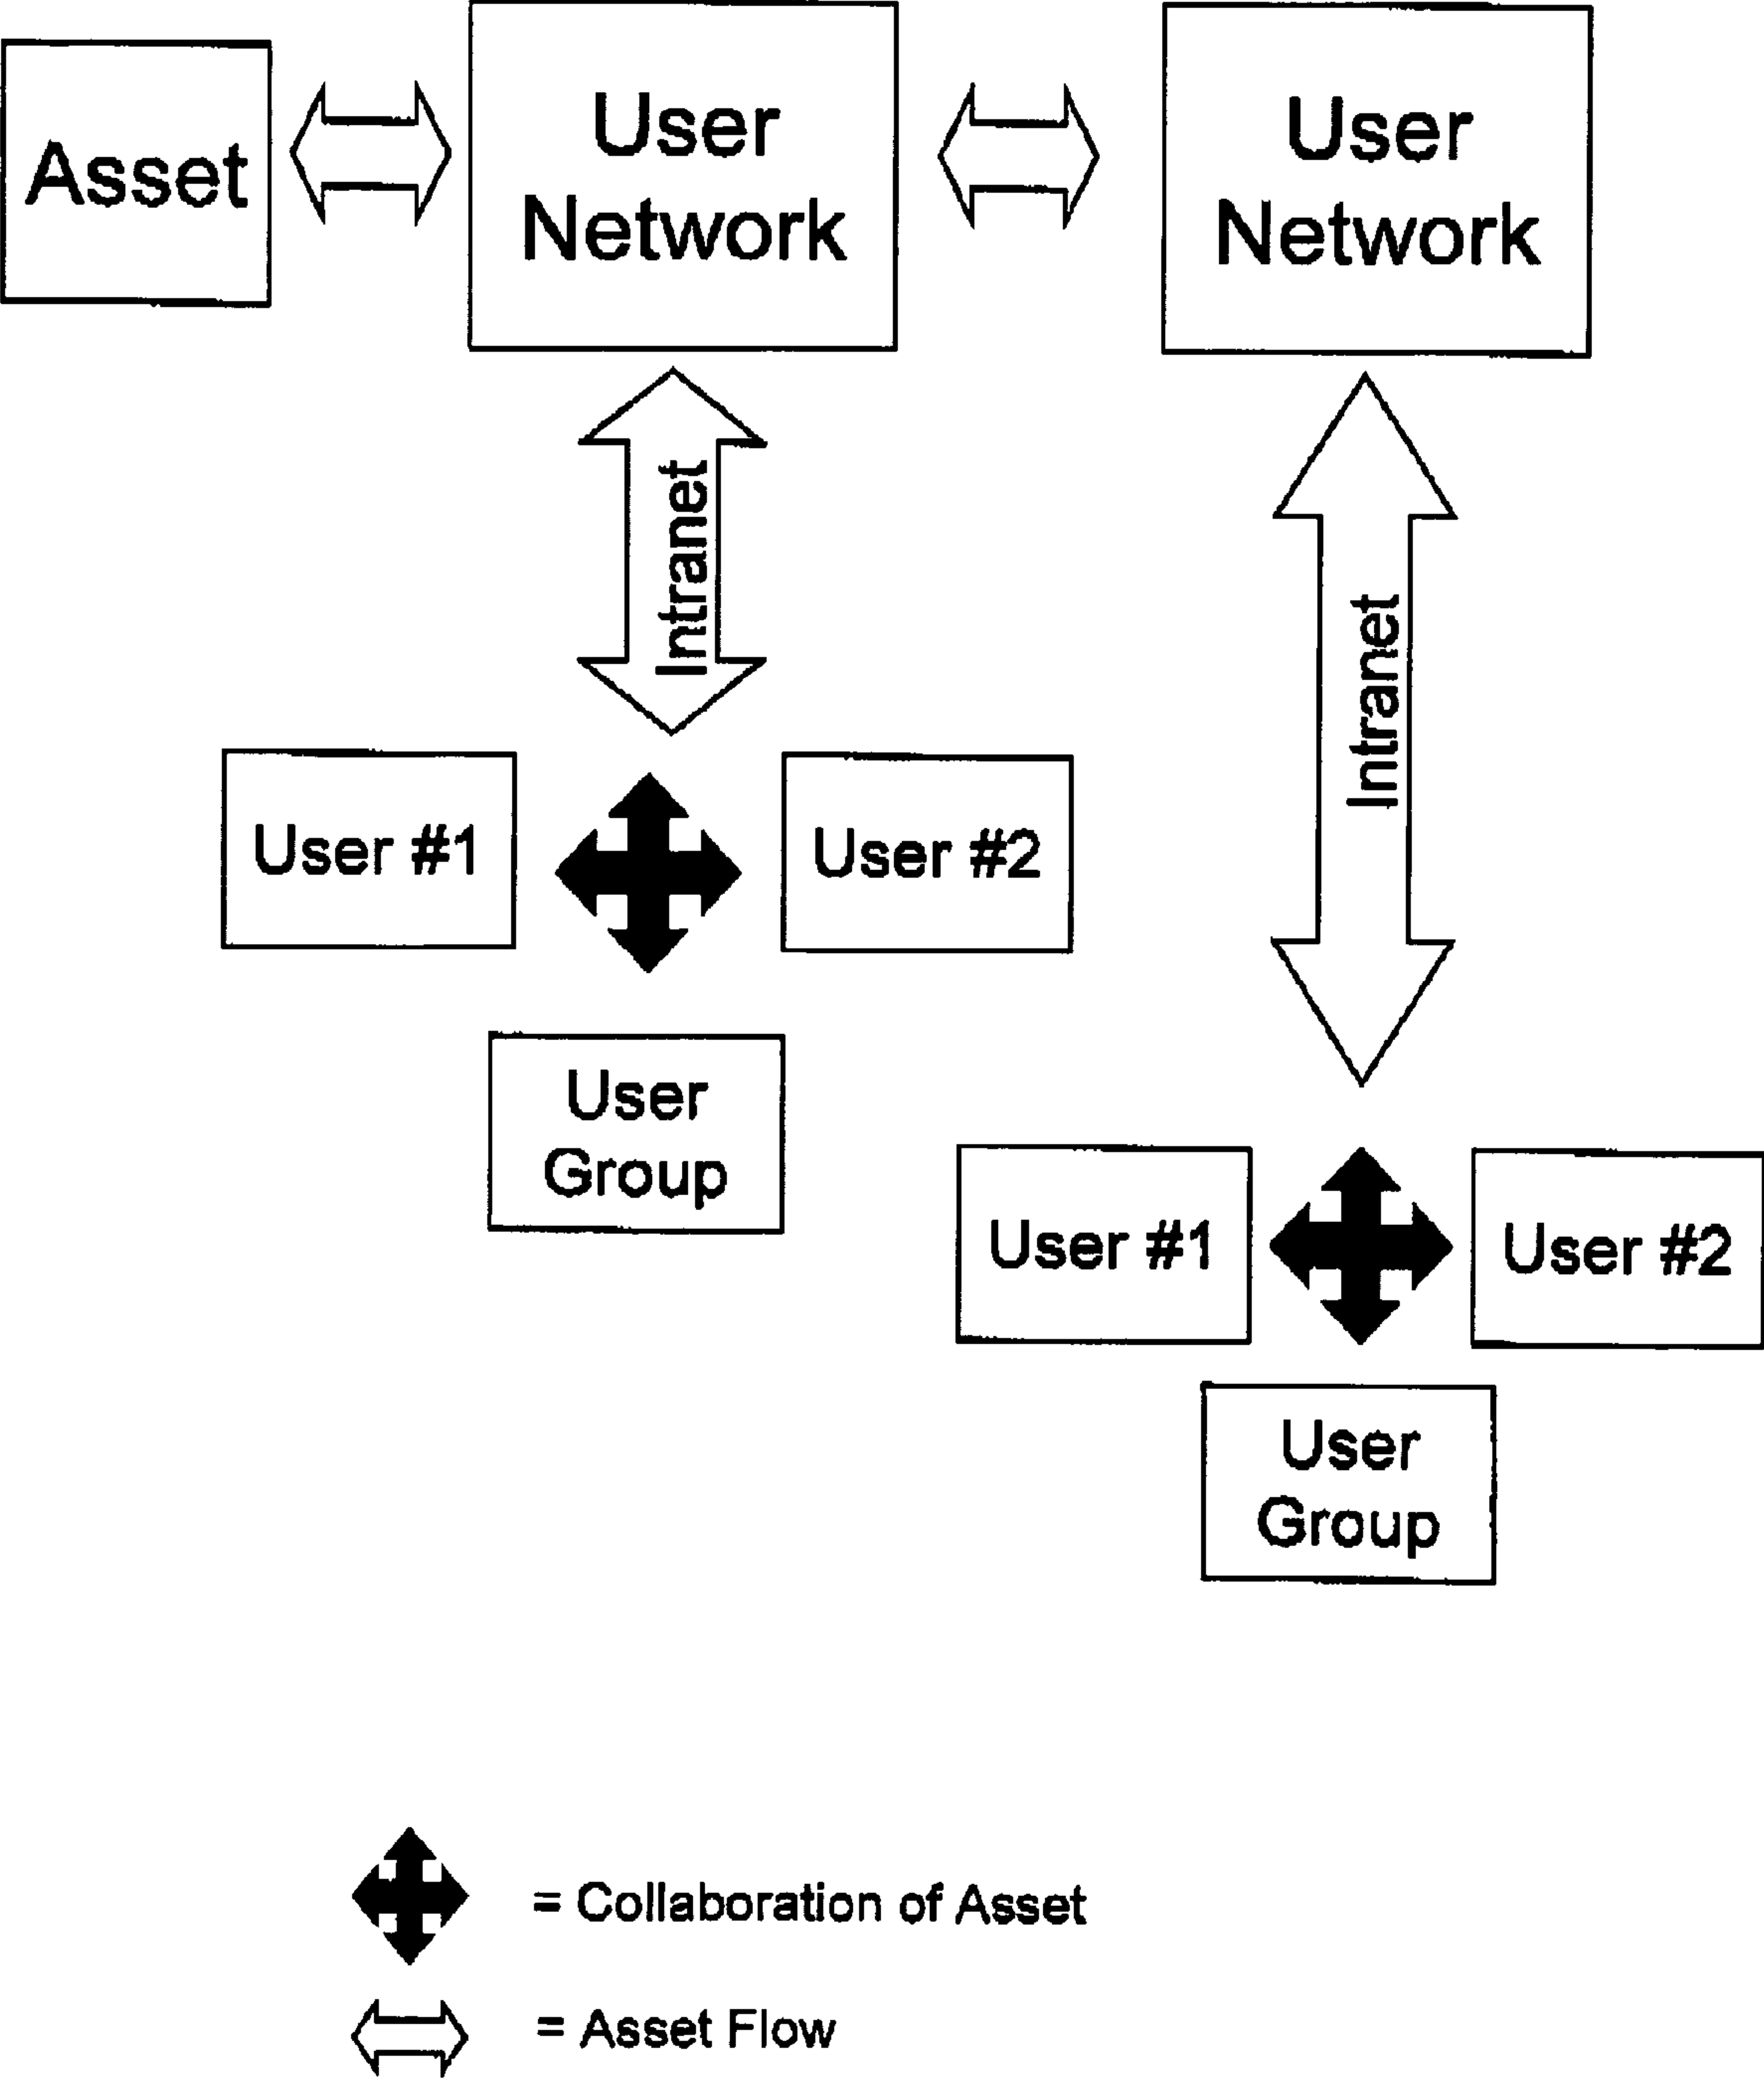 Asset
User
Network
User
Network
Intranet
Intranet
User #1
User #2
User
Group
User #1
User #2
User
Group
= Collaboration of Asset
= Asset Flow